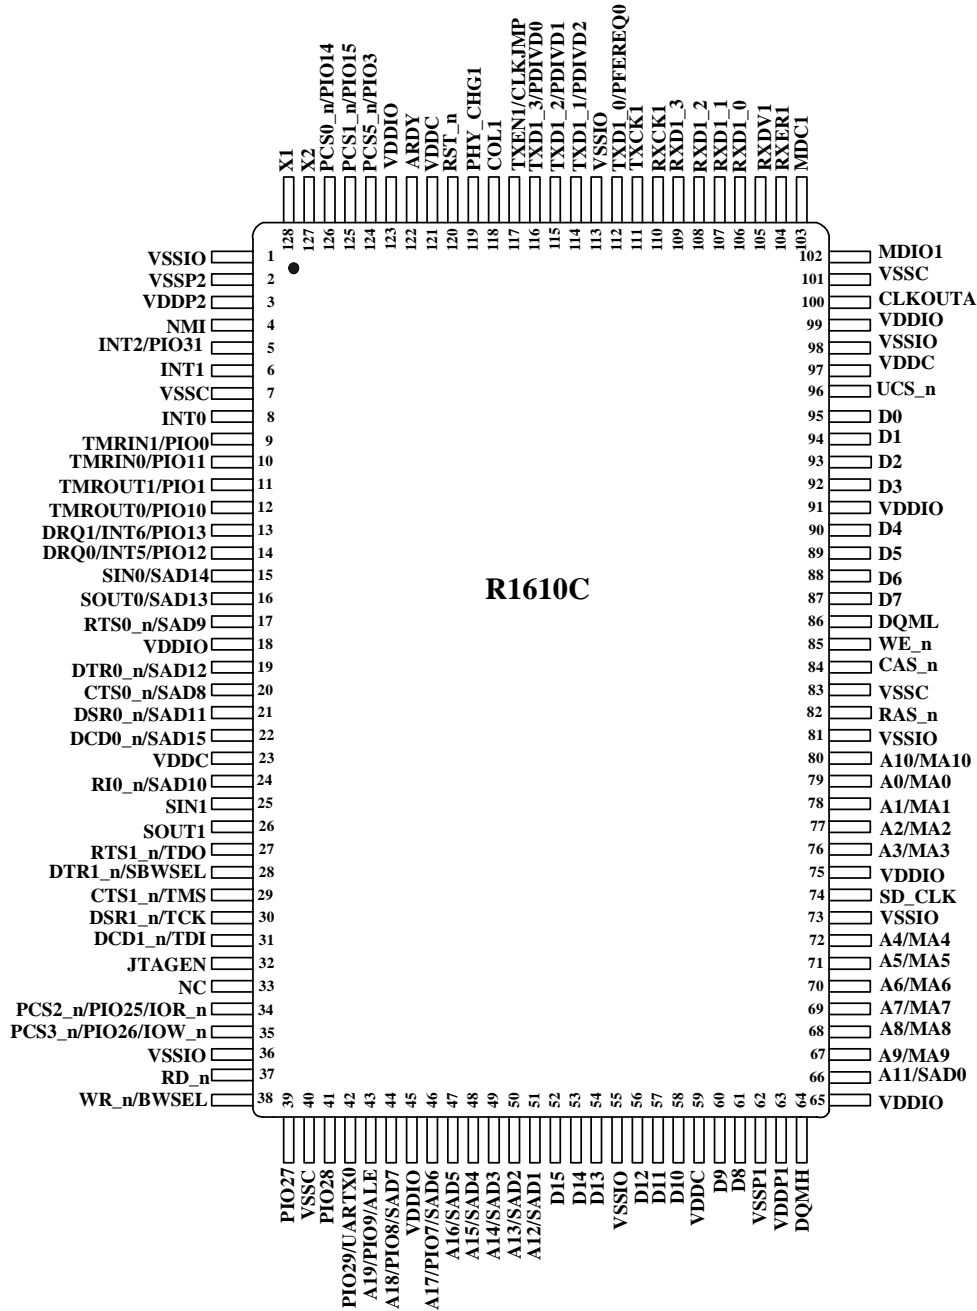 X1
X2
PCS0_n/PIO14
PCS1_n/PIO15
PCS5_n/PIO3
VDDIO
ARDY
VDDC
RST_n
PHY_CHG1
COL1
TXEN1/CLKJMP
TXD1_3/PDIVD0
TXD1_2/PDIVD1
TXD1_1/PDIVD2
VSSIO
TXD1_0/PFEREQ0
TXCK1
RXCK1
RXD1_3
RXD1_2
RXD1_1
RXD1_0
RXDV1
RXER1
MDC1
128
127
126
125
124
123
122
121
120
119
118
117
116
115
114
113
112
111
110
109
108
107
106
105
104
103
VSSIO 1
VSSP2 2
VDDP2 3
NMI 4
INT2/PIO31 5
INT1 6
VSSC 7
INT0 8
TMRIN1/PIO0 9
TMRIN0/PIO11 10
TMROUT1/PIO1 11
TMROUT0/PIO10 12
DRQ1/INT6/PIO13 13
DRQ0/INT5/PIO12 14
SIN0/SAD14 15
SOUT0/SAD13 16
RTS0_n/SAD9 17
VDDIO 18
DTR0_n/SAD12 19
CTS0_n/SAD8 20
DSR0_n/SAD11 21
DCD0_n/SAD15 22
VDDC 23
RI0_n/SAD10 24
SIN1 25
SOUT1 26
RTS1_n/TDO 27
DTR1_n/SBWSEL 28
CTS1_n/TMS 29
DSR1_n/TCK 30
DCD1_n/TDI 31
JTAGEN 32
NC 33
PCS2_n/PIO25/IOR_n 34
PCS3_n/PIO26/IOW_n 35
VSSIO 36
RD_n 37
WR_n/BWSEL 38
R1610C
102 MDIO1
101 VSSC
100 CLKOUTA
99 VDDIO
98 VSSIO
97 VDDC
96 UCS_n
95 D0
94 D1
93 D2
92 D3
91 VDDIO
90 D4
89 D5
88 D6
87 D7
86 DQML
85 WE_n
84 CAS_n
83 VSSC
82 RAS_n
81 VSSIO
80 A10/MA10
79 A0/MA0
78 A1/MA1
77 A2/MA2
76 A3/MA3
75 VDDIO
74 SD_CLK
73 VSSIO
72 A4/MA4
71 A5/MA5
70 A6/MA6
69 A7/MA7
68 A8/MA8
67 A9/MA9
66 A11/SAD0
65 VDDIO
39
40
41
42
43
44
45
46
47
48
49
50
51
52
53
54
55
56
57
58
59
60
61
62
63
64
PIO27
VSSC
PIO28
PIO29/UARTX0
A19/PIO9/ALE
A18/PIO8/SAD7
VDDIO
A17/PIO7/SAD6
A16/SAD5
A15/SAD4
A14/SAD3
A13/SAD2
A12/SAD1
D15
D14
D13
VSSIO
D12
D11
D10
VDDC
D9
D8
VSSP1
VDDP1
DQMH